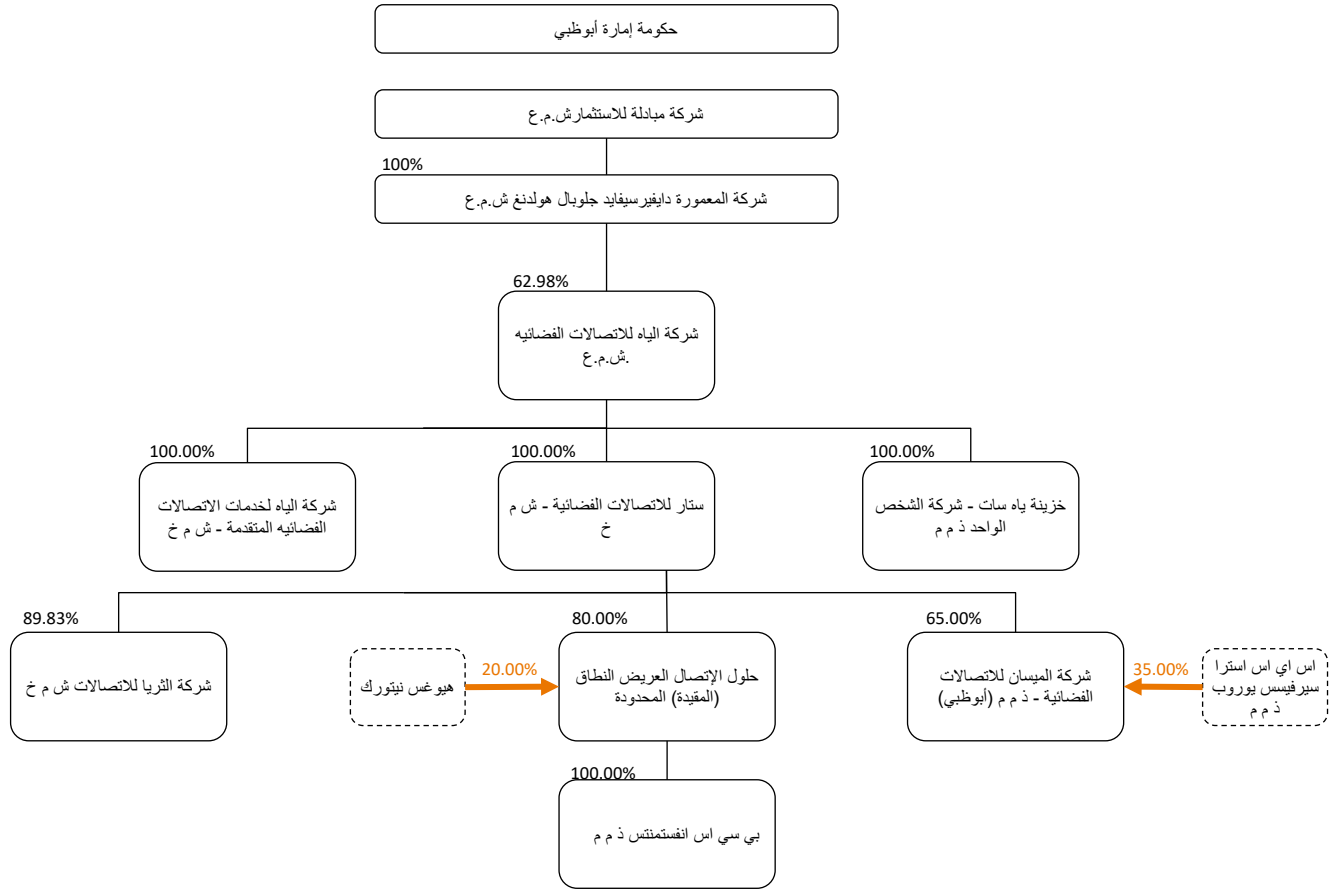 حكومة إمارة أبوظبي
شركة مبادلة للاستثمارش.م.ع
100%
شركة المعمورة دايفيرسيفايد جلوبال هولدنغ ش.م.ع
62.98%
شركة الياه للاتصالات الفضائيه
ش.م.ع.
100.00%
100.00%
100.00%
خزينة ياه سات - شركة الشخص
الواحد ذ م م
ستار للاتصالات الفضائية - ش م
خ
شركة الياه لخدمات الاتصالات
الفضائيه المتقدمة - ش م خ
65.00%
80.00%
89.83%
اس اي اس استرا
سيرفيسس يوروب
ذ م م
35.00%
شركة الميسان للاتصالات
الفضائية - ذ م م (أبوظبي)
حلول الإتصال العريض النطاق
(المقيدة) المحدودة
20.00%
هيوغس نيتورك
شركة الثريا للاتصالات ش م خ
100.00%
بي سي اس انفستمنتس ذ م م